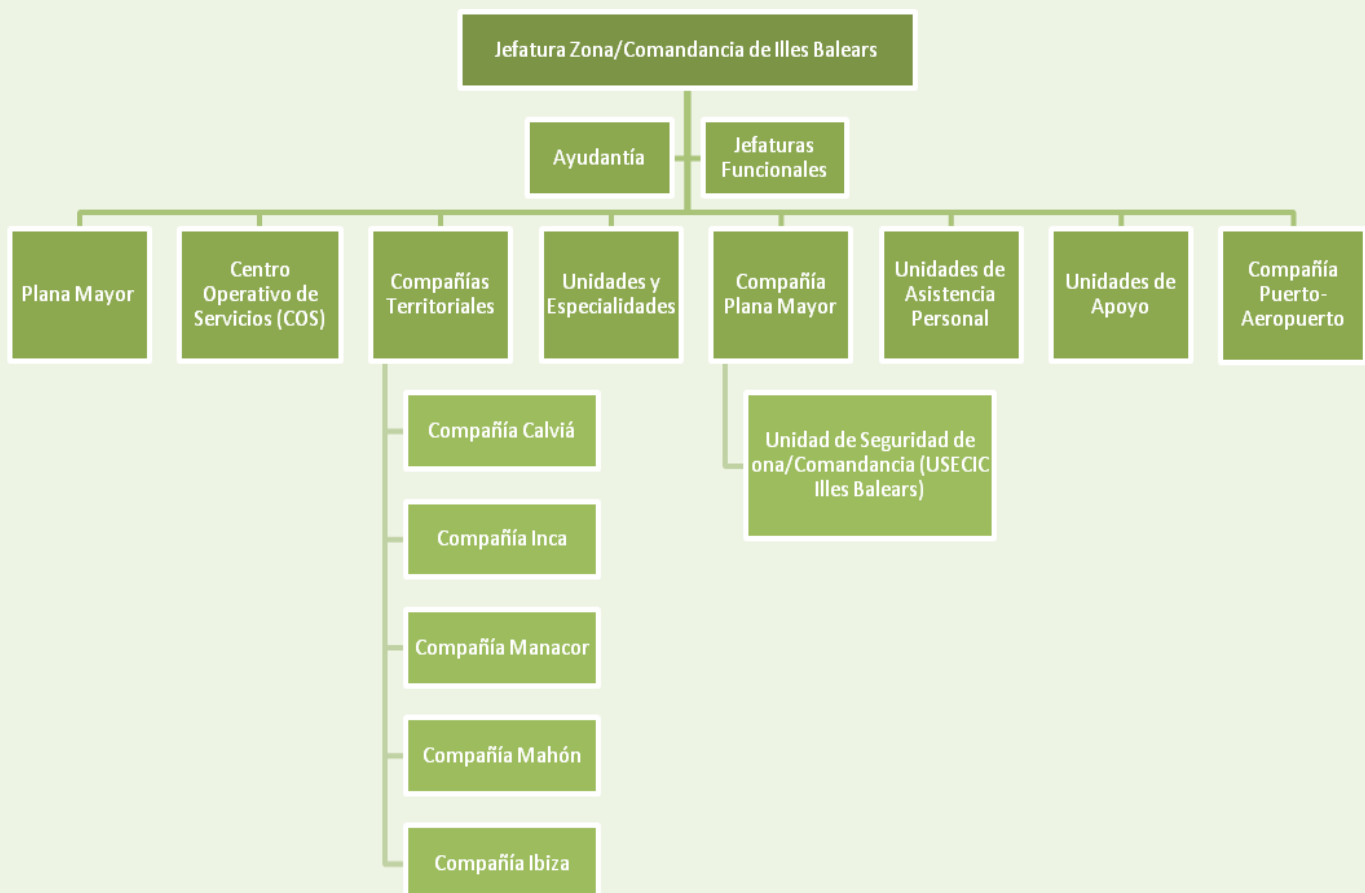 Jefatura Zona/Comandancia de Illes Balears
Ayudantía
Jefaturas
Funcionales
Plana Mayor
Centro
Operativo de
Servicios (COS)
Compañías
Territoriales
Unidades y
Especialidades
Compañía
Plana Mayor
Unidades de
Asistencia
Personal
Unidades de
Apoyo
Compañía
Puerto-
Aeropuerto
Compañía Calviá
Compañía Inca
Compañía Manacor
Compañía Mahón
Compañía Ibiza
Unidad de Seguridad de
ona/Comandancia (USECIC
Illes Balears)